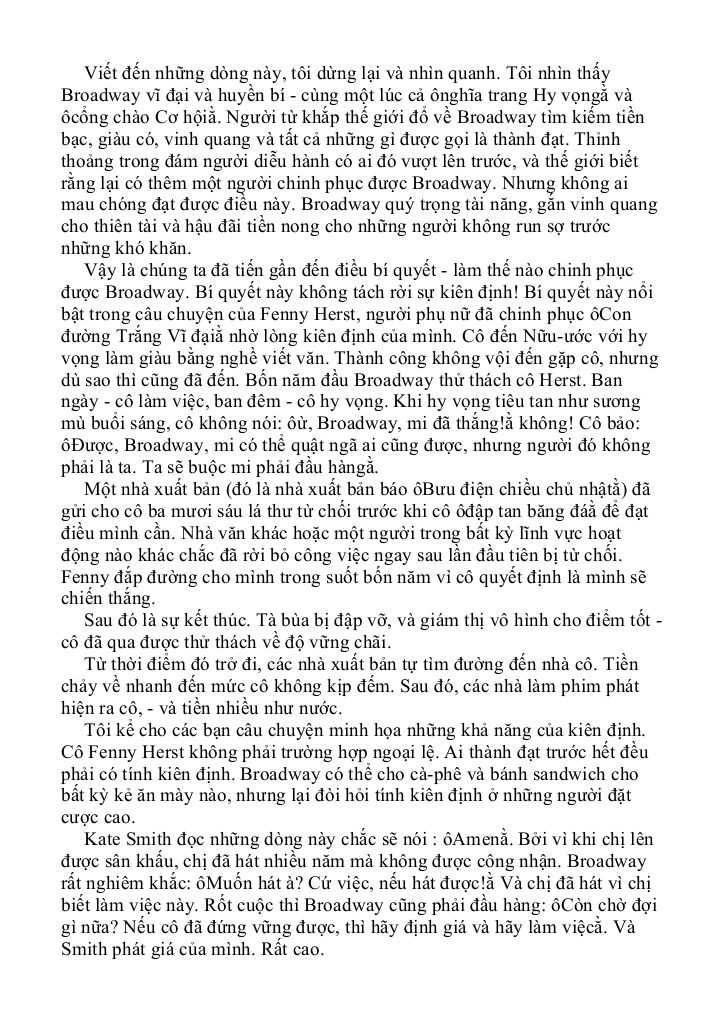 Viết đến những dòng này, tôi dừng lại và nhìn quanh. Tôi nhìn thấy
Broadway vĩ đại và huyền bí - cùng một lúc cả ônghĩa trang Hy vọngằ và
ôcổng chào Cơ hộiằ. Người từ khắp thế giới đổ về Broadway tìm kiếm tiền
bạc, giàu có, vinh quang và tất cả những gì được gọi là thành đạt. Thỉnh
thoảng trong đám người diễu hành có ai đó vượt lên trước, và thế giới biết
rằng lại có thêm một người chinh phục được Broadway. Nhưng không ai
mau chóng đạt được điều này. Broadway quý trọng tài năng, gắn vinh quang
cho thiên tài và hậu đãi tiền nong cho những người không run sợ trước
những khó khăn.
Vậy là chúng ta đã tiến gần đến điều bí quyết - làm thế nào chinh phục
được Broadway. Bí quyết này không tách rời sự kiên định! Bí quyết này nổi
bật trong câu chuyện của Fenny Herst, người phụ nữ đã chinh phục ôCon
đường Trắng Vĩ đạiằ nhờ lòng kiên định của mình. Cô đến Nữu-ước với hy
vọng làm giàu bằng nghề viết văn. Thành công không vội đến gặp cô, nhưng
dù sao thì cũng đã đến. Bốn năm đầu Broadway thử thách cô Herst. Ban
ngày - cô làm việc, ban đêm - cô hy vọng. Khi hy vọng tiêu tan như sương
mù buổi sáng, cô không nói: ôừ, Broadway, mi đã thắng!ằ không! Cô bảo:
ôĐược, Broadway, mi có thể quật ngã ai cũng được, nhưng người đó không
phải là ta. Ta sẽ buộc mi phải đầu hàngằ.
Một nhà xuất bản (đó là nhà xuất bản báo ôBưu điện chiều chủ nhậtằ) đã
gửi cho cô ba mươi sáu lá thư từ chối trước khi cô ôđập tan băng đáằ để đạt
điều mình cần. Nhà văn khác hoặc một người trong bất kỳ lĩnh vực hoạt
động nào khác chắc đã rời bỏ công việc ngay sau lần đầu tiên bị từ chối.
Fenny đắp đường cho mình trong suốt bốn năm vì cô quyết định là mình sẽ
chiến thắng.
Sau đó là sự kết thúc. Tà bùa bị đập vỡ, và giám thị vô hình cho điểm tốt -
cô đã qua được thử thách về độ vững chãi.
Từ thời điểm đó trở đi, các nhà xuất bản tự tìm đường đến nhà cô. Tiền
chảy về nhanh đến mức cô không kịp đếm. Sau đó, các nhà làm phim phát
hiện ra cô, - và tiền nhiều như nước.
Tôi kể cho các bạn câu chuyện minh họa những khả năng của kiên định.
Cô Fenny Herst không phải trường hợp ngoại lệ. Ai thành đạt trước hết đều
phải có tính kiên định. Broadway có thể cho cà-phê và bánh sandwich cho
bất kỳ kẻ ăn mày nào, nhưng lại đòi hỏi tính kiên định ở những người đặt
cược cao.
Kate Smith đọc những dòng này chắc sẽ nói : ôAmenằ. Bởi vì khi chị lên
được sân khấu, chị đã hát nhiều năm mà không được công nhận. Broadway
rất nghiêm khắc: ôMuốn hát à? Cứ việc, nếu hát được!ằ Và chị đã hát vì chị
biết làm việc này. Rốt cuộc thì Broadway cũng phải đầu hàng: ôCòn chờ đợi
gì nữa? Nếu cô đã đứng vững được, thì hãy định giá và hãy làm việcằ. Và
Smith phát giá của mình. Rất cao.